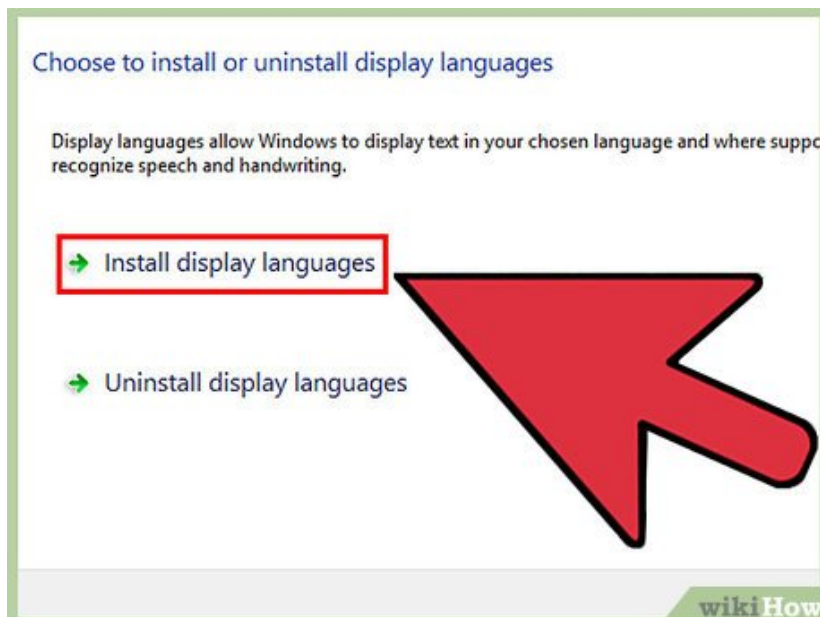 Choose to install or uninstall display languages
Display languages allow Windows to display text in your chosen language and where suppo
recognize speech and handwriting.
Install display languages
Uninstall display languages
wikiHow